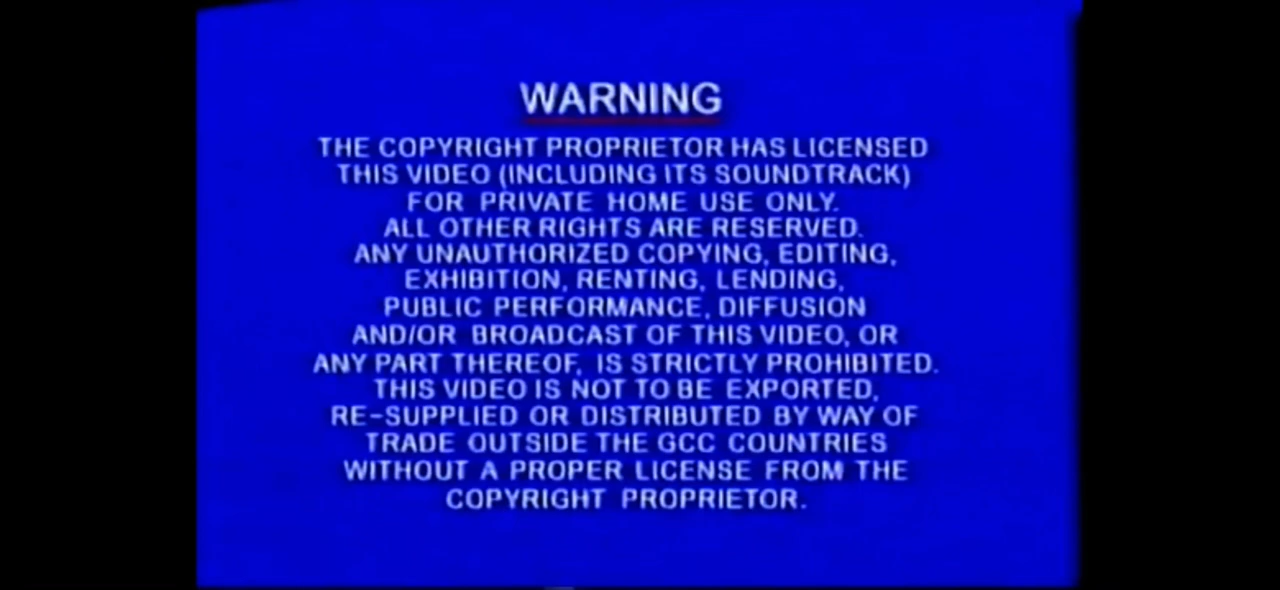 WARNING
THE COPYRIGHT PROPRIETOR HAS LICENSED
THIS VIDEO (INCLUDING ITS SOUNDTRACK)
FOR PRIVATE HOME USE ONLY.
ALL OTHER RIGHTS ARE RESERVED.
ANY UNAUTHORIZED COPYING, EDITING,
EXHIBITION, RENTING, LENDING,
PUBLIC PERFORMANCE, DIFFUSION
AND/OR BROADCAST OF THIS VIDEO, OR
ANY PART THEREOF, IS STRICTLY PROHIBITED.
THIS VIDEO IS NOT TO BE EXPORTED,
RE-SUPPLIED OR DISTRIBUTED BY WAY OF
TRADE OUTSIDE THE GCC COUNTRIES
WITHOUT A PROPER LICENSE FROM THE
COPYRIGHT PROPRIETOR.